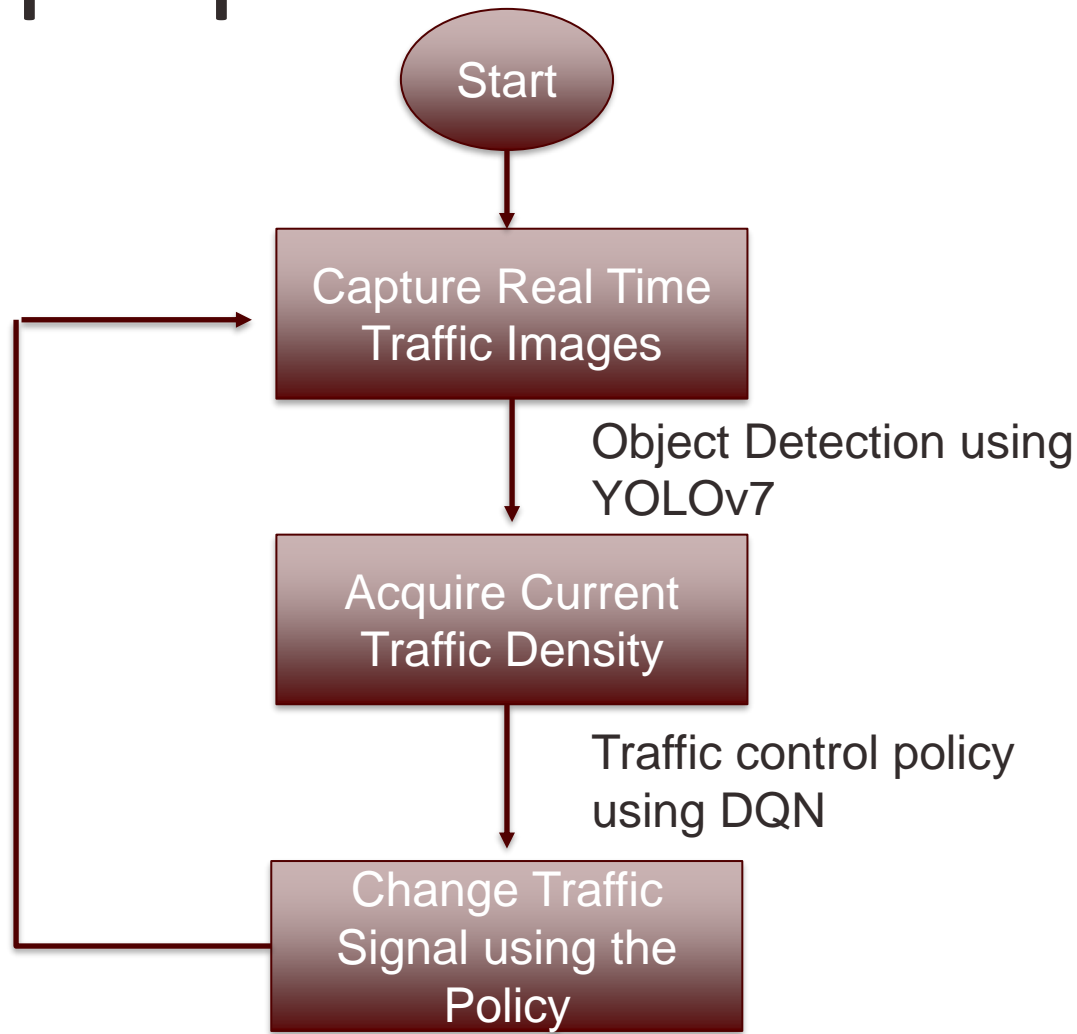 Start
Capture Real Time
Traffic Images
Object Detection using
YOLOv7
Acquire Current
Traffic Density
Traffic control policy
using DQN
Change Traffic
Signal using the
Policy